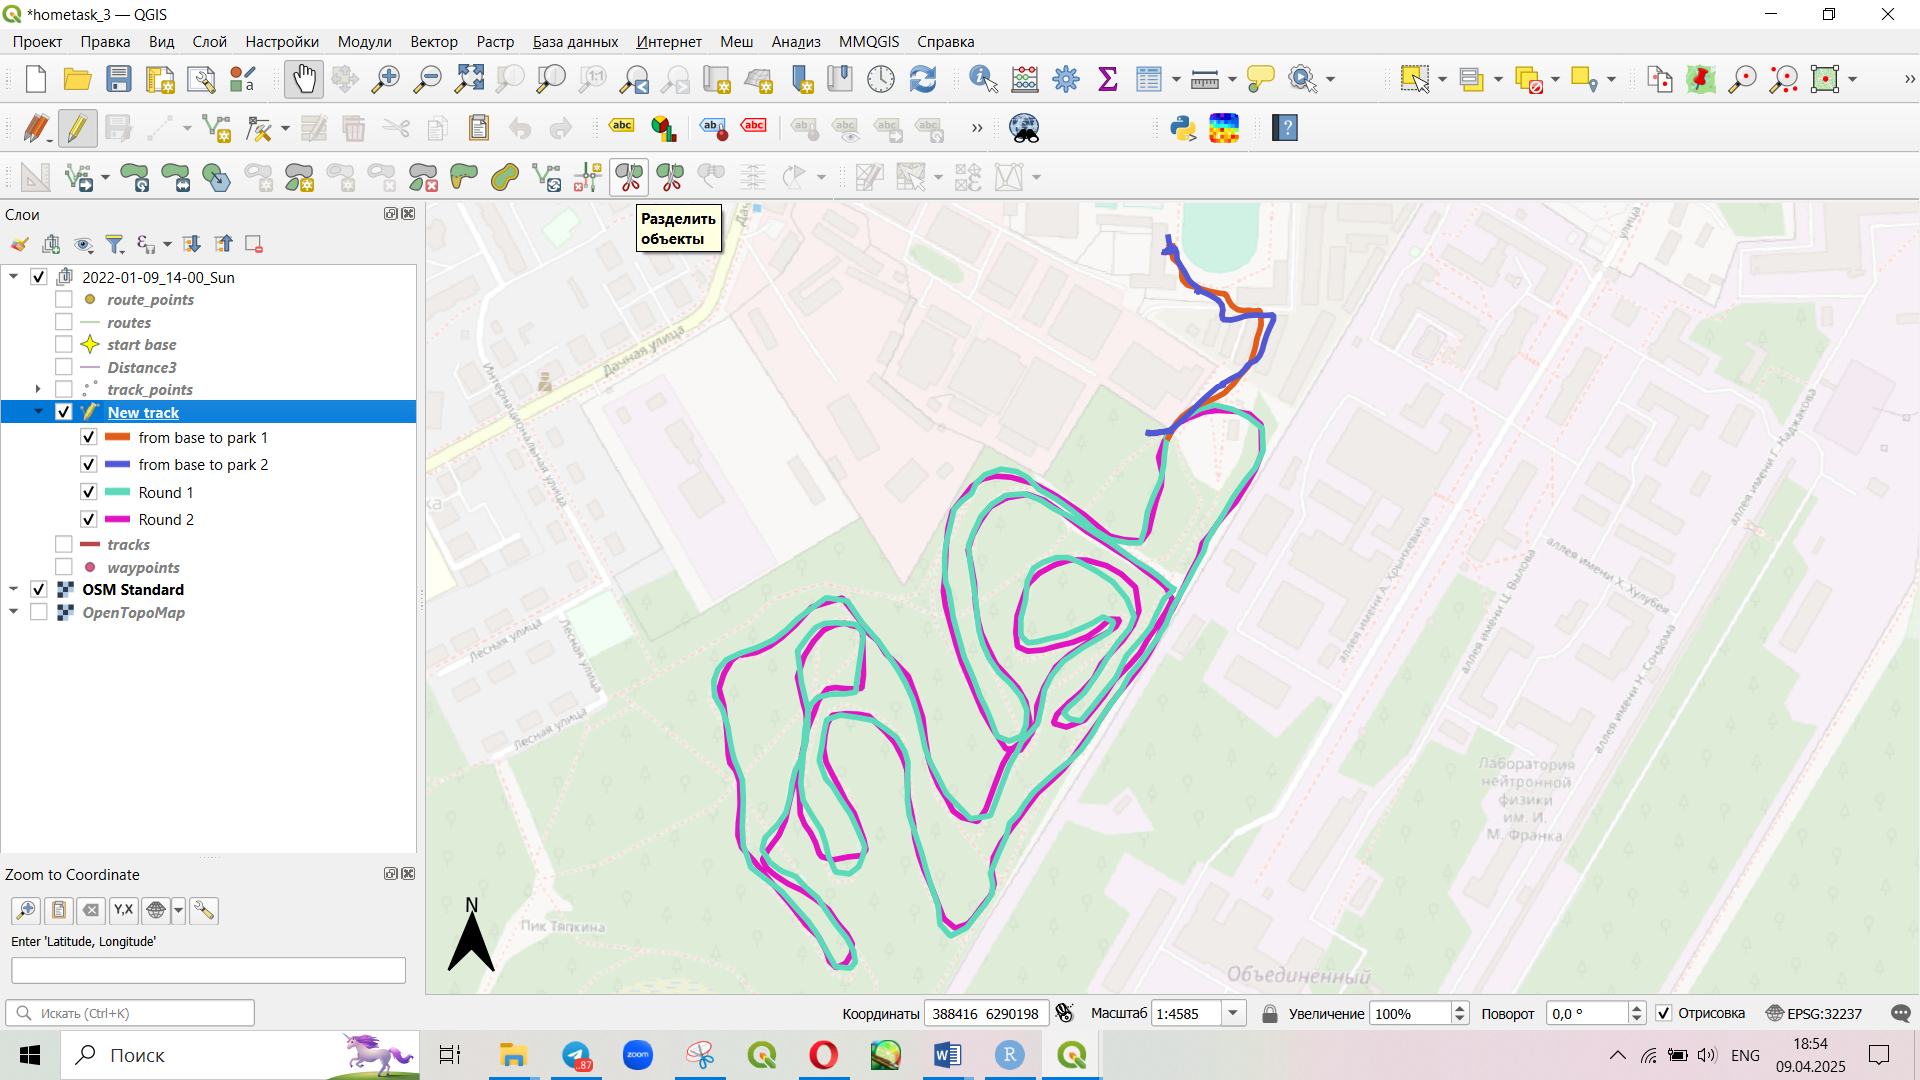 *hometask_3 — QGIS
Проект Правка Вид Слой Настройки Модули Вектор Растр База данных Интернет Меш Анализ MMQGIS Справка
Разделить
объекты
Слои
2022-01-09_14-00_Sun
route_points
routes
start base
Distance3
track_points
New track
from base to park 1
from base to park 2
Round 1
Round 2
tracks
waypoints
OSM Standard
OpenTopoMap
Zoom to Coordinate
Y,X
Enter 'Latitude, Longitude'
Искать (Ctrl+K)
Дачная улица
Интернациональная улица
Лесная улица
Лесная улица
Лесная улица
Пик Тяпкина
N
улица
аллея имени Г. Наджакова
аллея имени А. Хрынкевича
аллея имени Х. Хулубея
аллея имени Ц. Вылова
аллея имени Н. Сондома
Лаборатория
нейтронной
физики
им. И.
М. Франка
Объединенный
Координаты 388416 6290198 Масштаб 1:4585 Увеличение 100% Поворот 0,0 ° Отрисовка EPSG:32237
Поиск
.87
zoom
ENG
18:54
09.04.2025